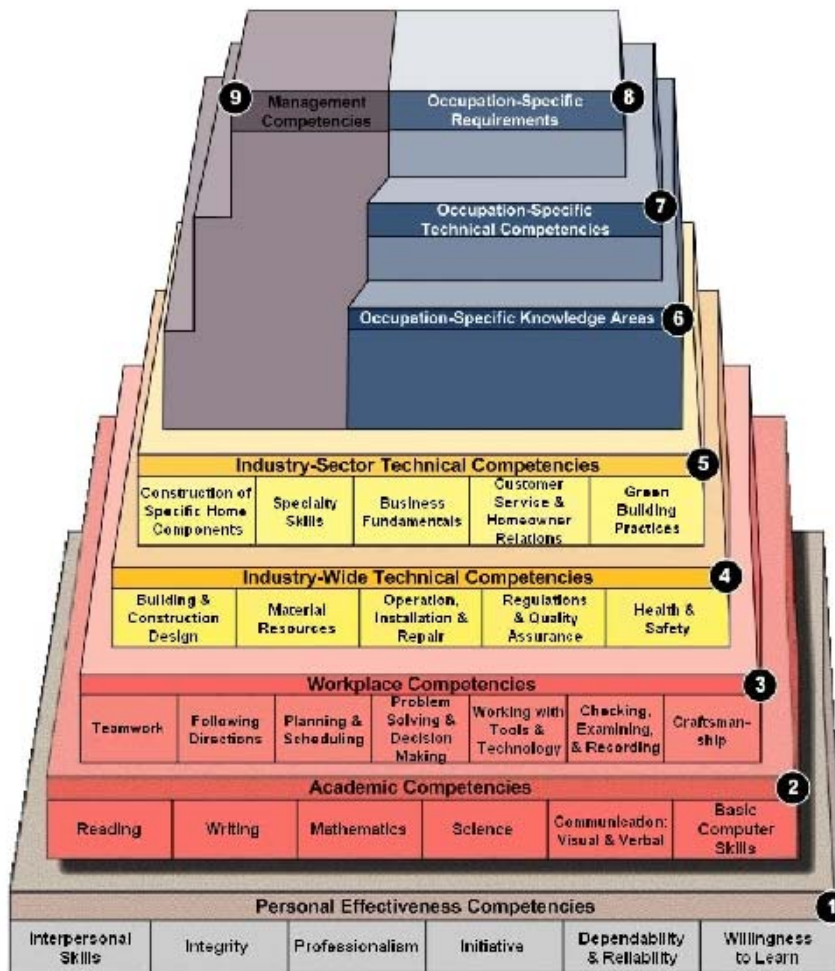 9
Management
Competencies
Occupation-Specific
Requirements
8
Occupation-Specific
Technical Competencies
7
Occupation-Specific Knowledge Areas
6
Industry-Sector Technical Competencies
5
Construction of
Specific Home
Components
Specialty
Skills
Business
Fundamentals
Customer
Service &
Homeowner
Relations
Green
Building
Practices
Industry-Wide Technical Competencies
4
Building &
Construction
Design
Material
Resources
Operation,
Installation &
Repair
Regulations
& Quality
Assurance
Health &
Safety
Workplace Competencies
3
Teamwork
Following
Directions
Planning &
Scheduling
Problem
Solving &
Decision
Making
Working with
Tools &
Technology
Checking,
Examining,
& Recording
Craftsman-
ship
Academic Competencies
2
Reading
Writing
Mathematics
Science
Communication:
Visual & Verbal
Basic
Computer
Skills
Personal Effectiveness Competencies
1
Interpersonal
Skills
Integrity
Professionalism
Initiative
Dependability
& Reliability
Willingness
to Learn